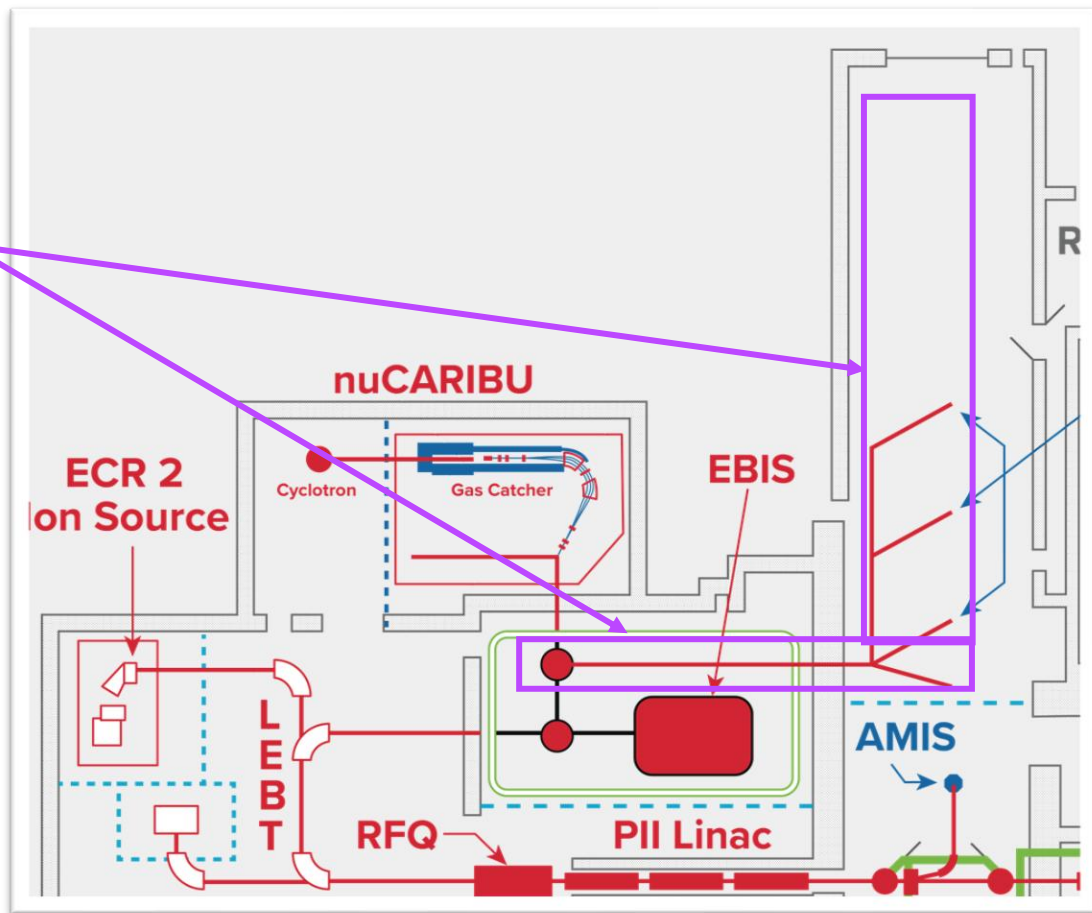 R
nuCARIBU
ECR 2
Ion Source
Cyclotron
Gas Catcher
EBIS
L
E
B
T
AMIS
RFQ
PII Linac